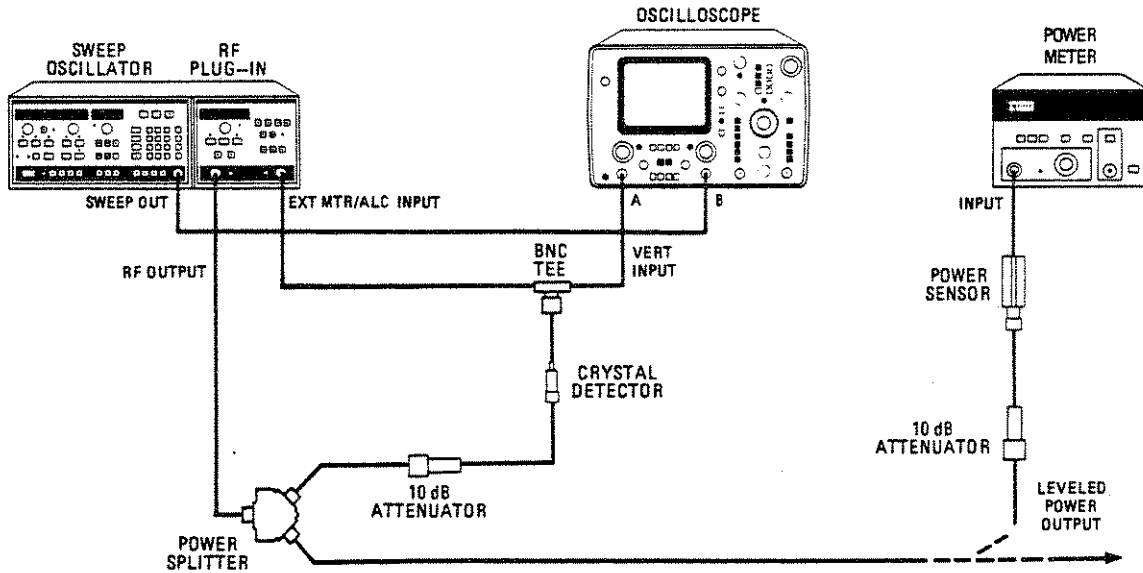 OSCILLOSCOPE
SWEEP
OSCILLATOR
RF
PLUG-IN
POWER
METER
SWEEP OUT
EXT MTR/ALC INPUT
A
B
INPUT
RF OUTPUT
BNC
TEE
VERT
INPUT
POWER
SENSOR
CRYSTAL
DETECTOR
10 dB
ATTENUATOR
10 dB
ATTENUATOR
LEVELED
POWER
OUTPUT
POWER
SPLITTER